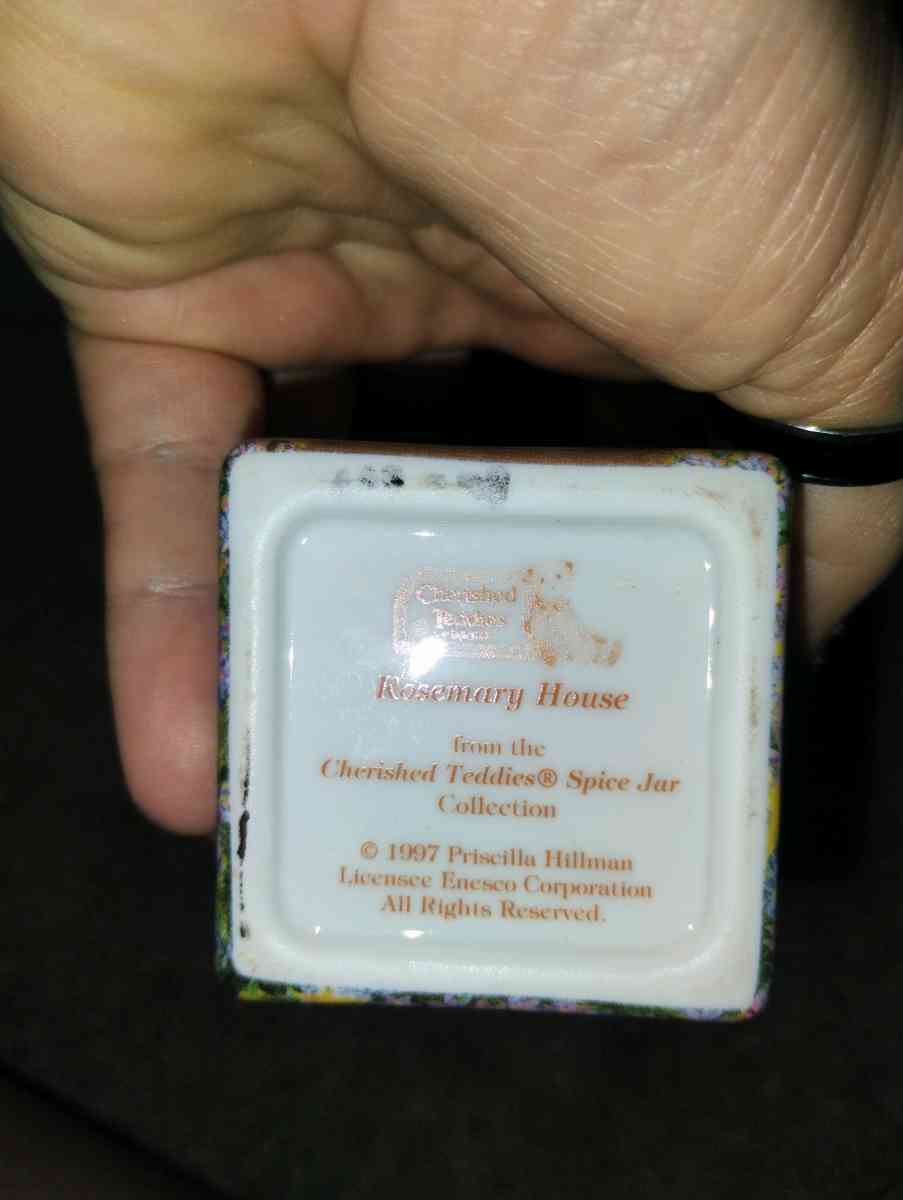 Cherished
Teddies
Rosemary House
from the
Cherished Teddies® Spice Jar
Collection
© 1997 Priscilla Hillman
Licensee Enesco Corporation
All Rights Reserved.